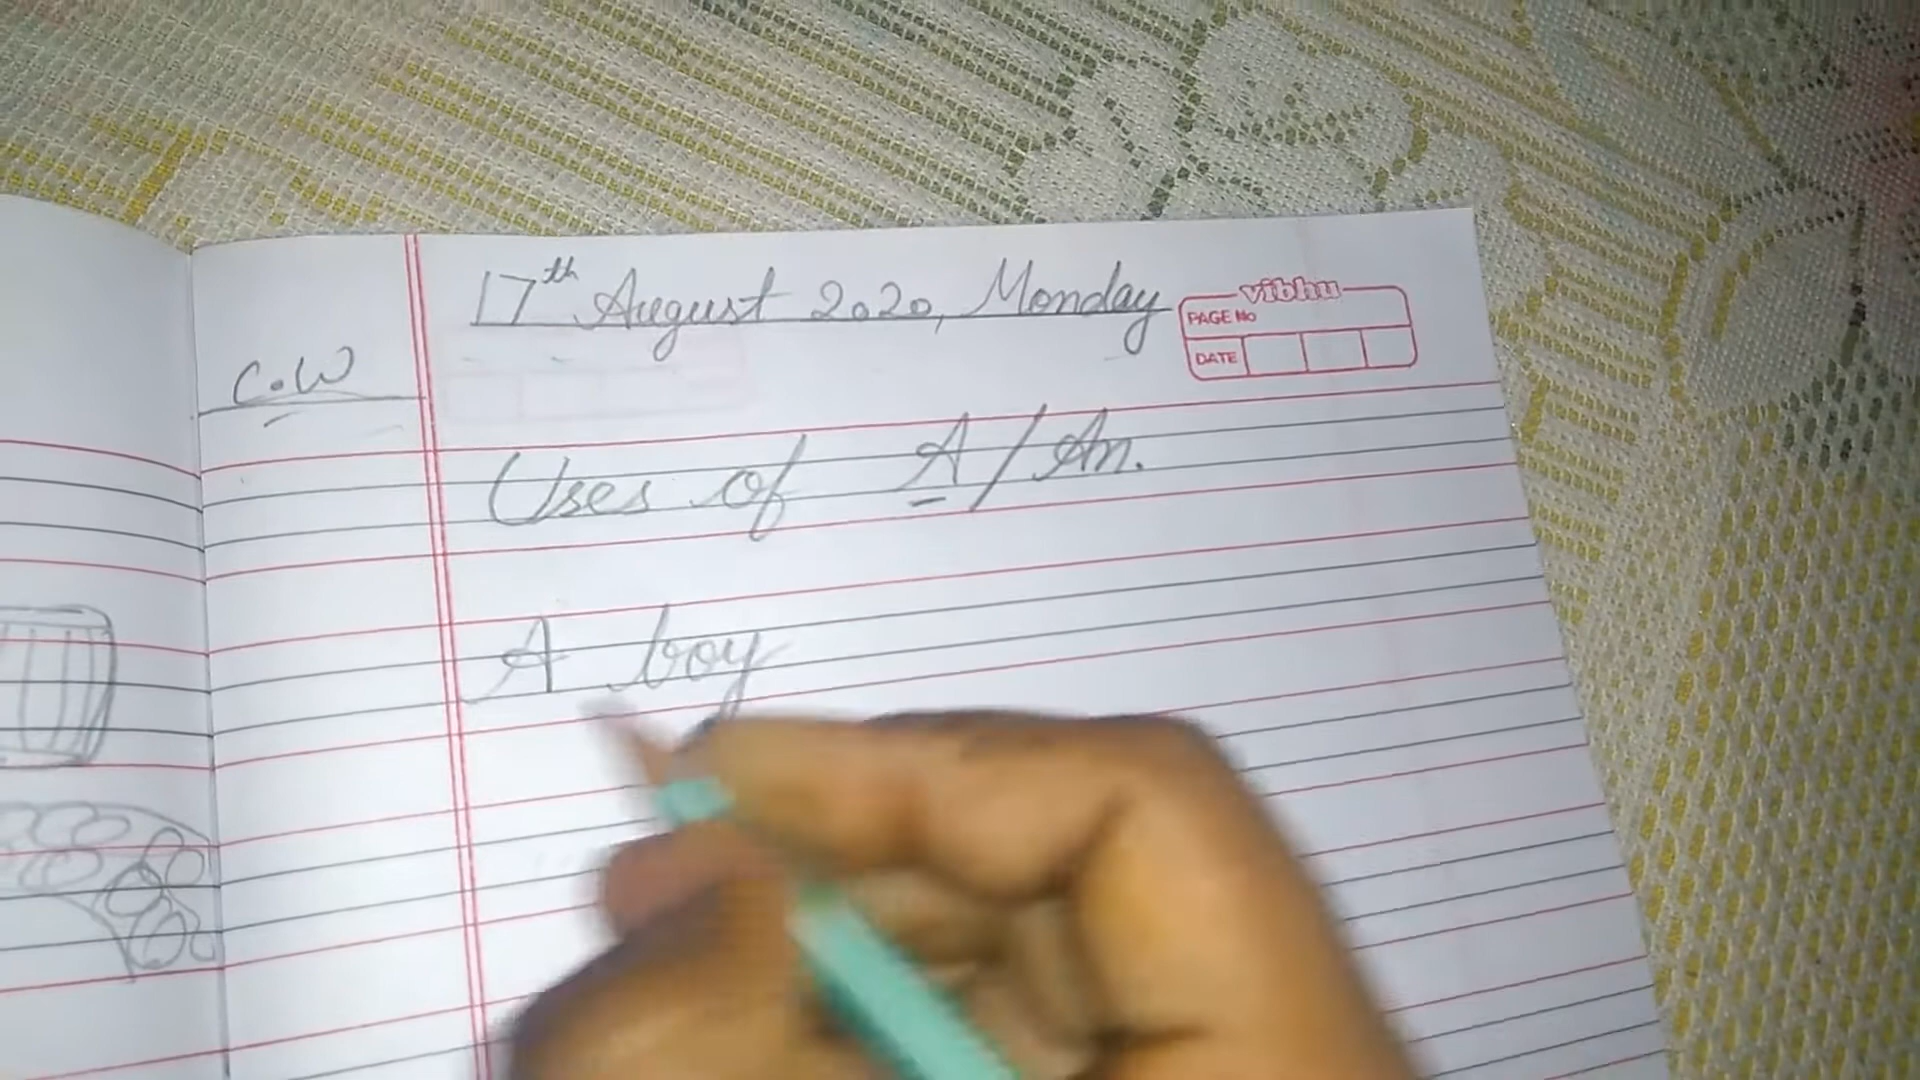 17th August 2020, Monday
vibhu
PAGE No
DATE
C.W
Uses of A/An.
A boy